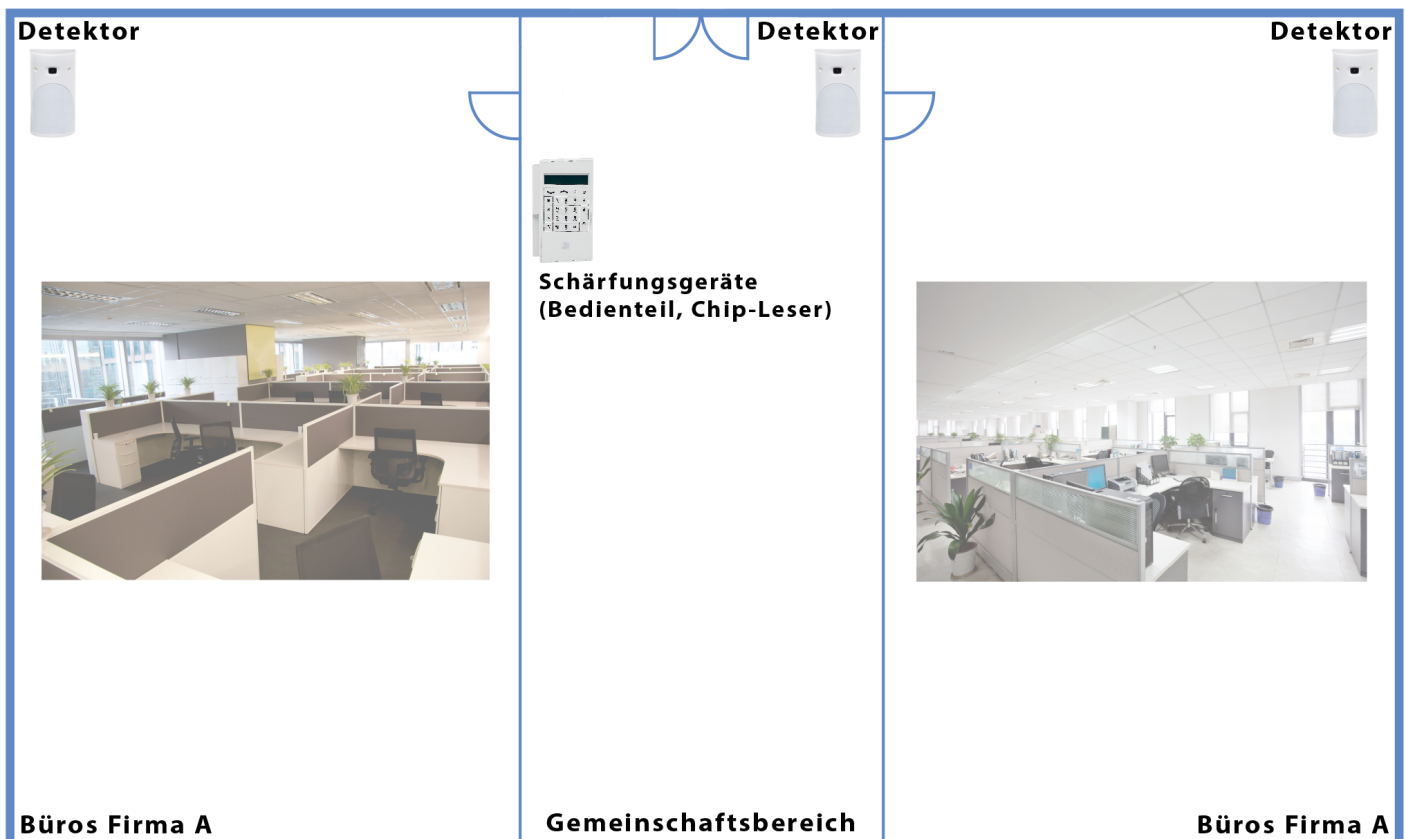 Detektor
Detektor
Detektor
Schärfungsgeräte
(Bedienteil, Chip-Leser)
Büros Firma A
Gemeinschaftsbereich
Büros Firma A